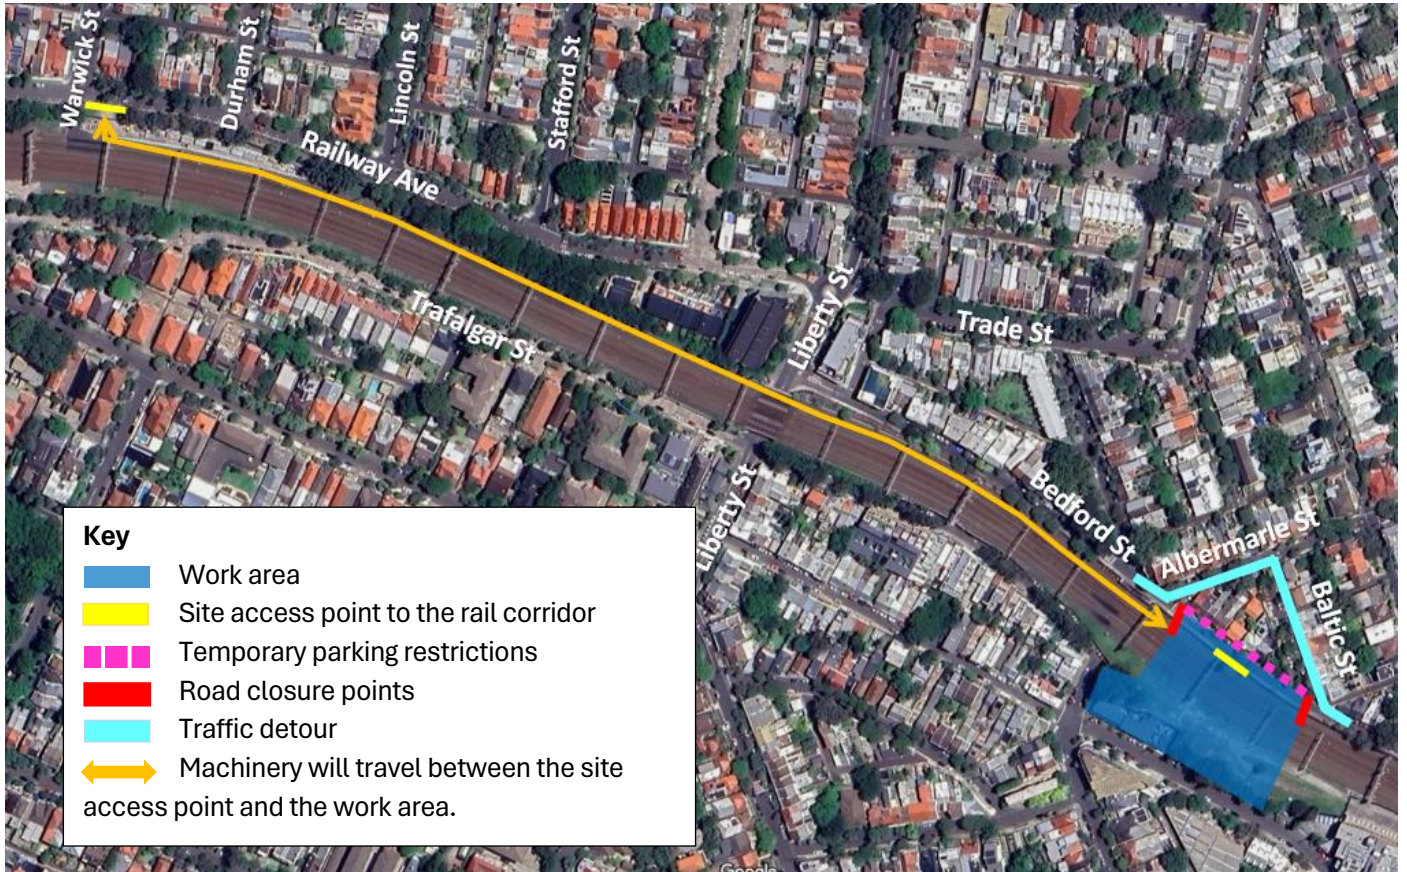 Warwick St
Durham St
Lincoln St
Stafford St
Railway Ave
Trafalgar St
Liberty St
Trade St
Liberty St
Bedford St
Albermarle St
Baltic St
Key
Work area
Site access point to the rail corridor
Temporary parking restrictions
Road closure points
Traffic detour
Machinery will travel between the site
access point and the work area.
Google